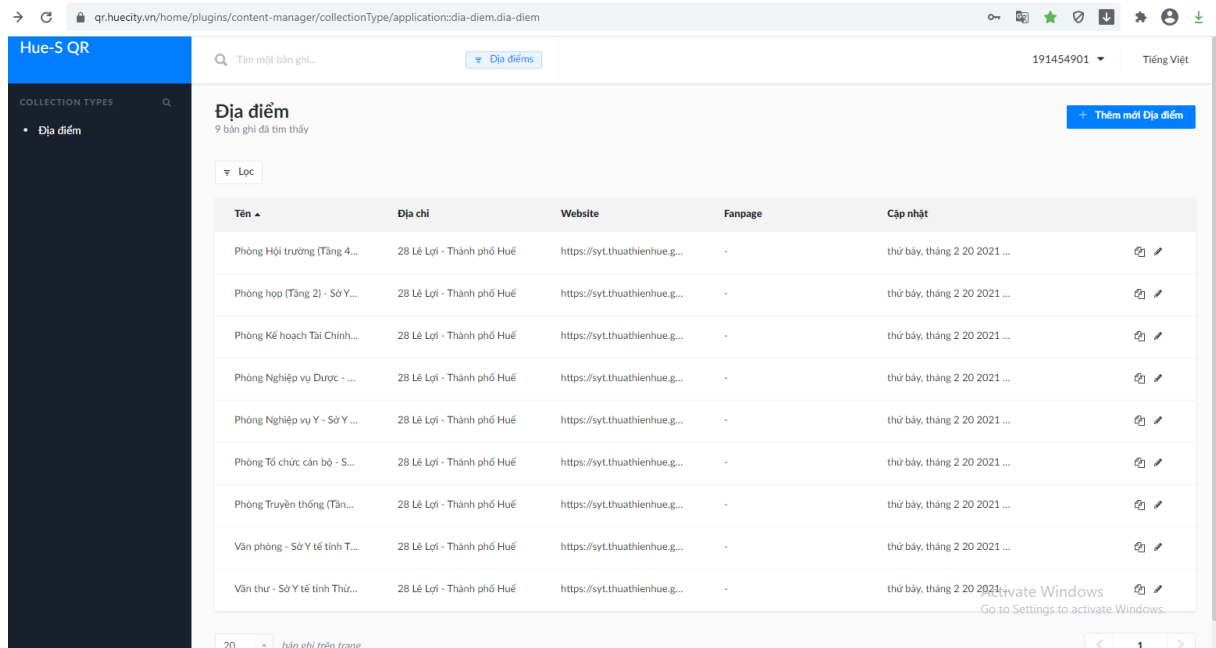 qr.huecity.vn/home/plugins/content-manager/collectionType/application::dia-diem.dia-diem
Hue-S QR
Tìm một bản ghi...
Địa điểms
191454901
Tiếng Việt
COLLECTION TYPES
Địa điểm
Địa điểm
9 bản ghi đã tìm thấy
+ Thêm mới Địa điểm
Lọc
Tên Địa chỉ Website Fanpage Cập nhật
Phòng Hội trường (Tầng 4... 28 Lê Lợi - Thành phố Huế https://syt.thuathienhue.g... - thứ bảy, tháng 2 20 2021 ...
Phòng họp (Tầng 2) - Sở Y... 28 Lê Lợi - Thành phố Huế https://syt.thuathienhue.g... - thứ bảy, tháng 2 20 2021 ...
Phòng Kế hoạch Tài Chính... 28 Lê Lợi - Thành phố Huế https://syt.thuathienhue.g... - thứ bảy, tháng 2 20 2021 ...
Phòng Nghiệp vụ Dược - ... 28 Lê Lợi - Thành phố Huế https://syt.thuathienhue.g... - thứ bảy, tháng 2 20 2021 ...
Phòng Nghiệp vụ Y - Sở Y ... 28 Lê Lợi - Thành phố Huế https://syt.thuathienhue.g... - thứ bảy, tháng 2 20 2021 ...
Phòng Tổ chức cán bộ - S... 28 Lê Lợi - Thành phố Huế https://syt.thuathienhue.g... - thứ bảy, tháng 2 20 2021 ...
Phòng Truyền thống (Tần... 28 Lê Lợi - Thành phố Huế https://syt.thuathienhue.g... - thứ bảy, tháng 2 20 2021 ...
Văn phòng - Sở Y tế tỉnh T... 28 Lê Lợi - Thành phố Huế https://syt.thuathienhue.g... - thứ bảy, tháng 2 20 2021 ...
Văn thư - Sở Y tế tỉnh Thừ... 28 Lê Lợi - Thành phố Huế https://syt.thuathienhue.g... - thứ bảy, tháng 2 20 2021 ...
Activate Windows
Go to Settings to activate Windows.
20 bản ghi trên trang
1